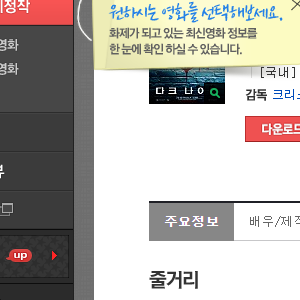 정작
영화
영화
원하시는 영화를 선택해보세요.
화제가 되고 있는 최신영화 정보를
한 눈에 확인 하실 수 있습니다.
다크 나이
[국내]
감독 크리스
다운로드
up
주요정보
배우/제작
줄거리